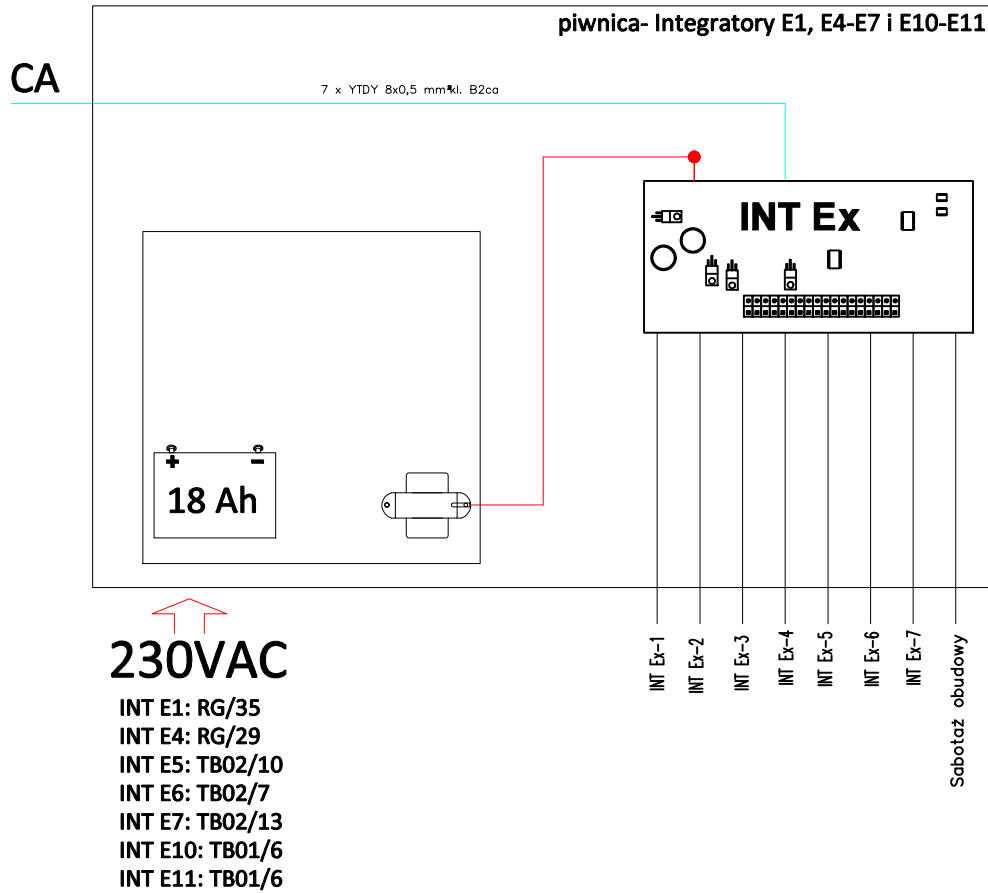 piwnica- Integratory E1, E4-E7 i E10-E11
CA
7 x YTDY 8x0,5 mm² kl. B2ca
INT Ex
+ −
18 Ah
230VAC
INT E1: RG/35
INT E4: RG/29
INT E5: TB02/10
INT E6: TB02/7
INT E7: TB02/13
INT E10: TB01/6
INT E11: TB01/6
INT Ex-1
INT Ex-2
INT Ex-3
INT Ex-4
INT Ex-5
INT Ex-6
INT Ex-7
Sabotaż obudowy